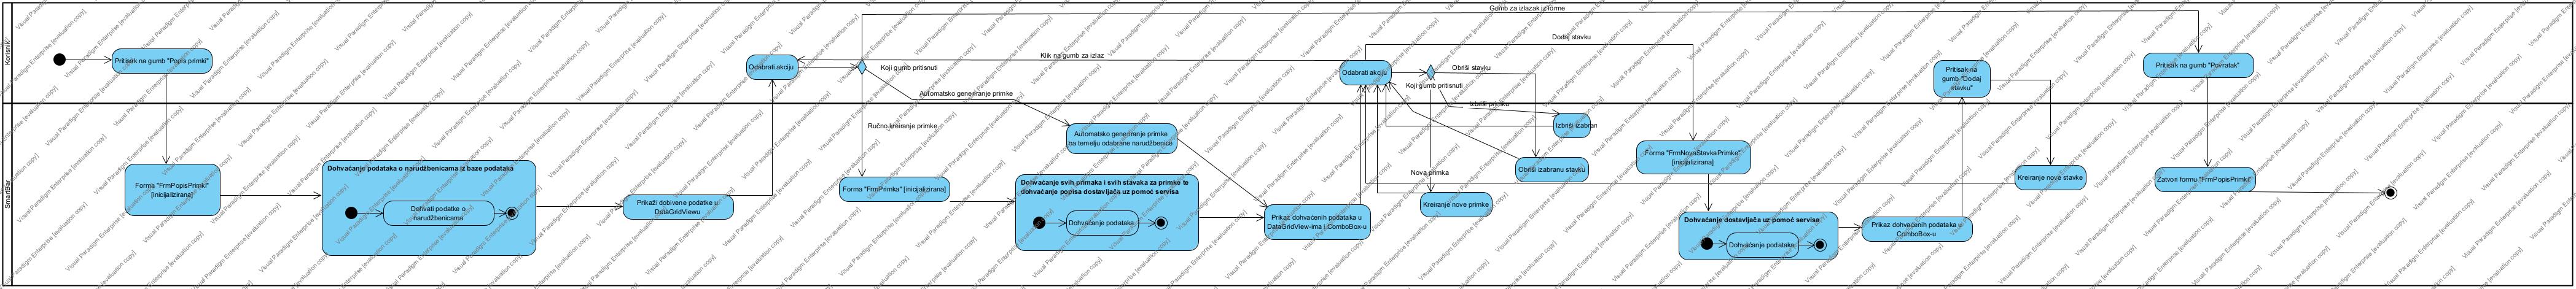 Korisnik
SmartBar
Pritisak na gumb "Popis primki"
Forma "FrmPopisPrimki"
[inicijalizirana]
Dohvaćanje podataka o narudžbenicama iz baze podataka
Dohvati podatke o
narudžbenicama
Prikaži dobivene podatke u
DataGridViewu
Odabrati akciju
Koji gumb pritisnuti
Gumb za izlazak iz forme
Klik na gumb za izlaz
Automatsko generiranje primke
Ručno kreiranje primke
Automatsko generiranje primke
na temelju odabrane narudžbenice
Forma "FrmPrimka" [inicijalizirana]
Dohvaćanje svih primaka i svih stavaka za primke te
dohvaćanje popisa dostavljača uz pomoć servisa
Dohvaćanje podataka
Prikaz dohvaćenih podataka u
DataGridView-ima i ComboBox-u
Odabrati akciju
Koji gumb pritisnuti
Dodaj stavku
Obriši stavku
Izbriši primku
Nova primka
Izbriši izabran
Obriši izabranu stavku
Kreiranje nove primke
Forma "FrmNovaStavkaPrimke"
[inicijalizirana]
Dohvaćanje dostavljača uz pomoć servisa
Dohvaćanje podataka
Prikaz dohvaćenih podataka u
ComboBox-u
Pritisak na
gumb "Dodaj
stavku"
Kreiranje nove stavke
Pritisak na gumb "Povratak"
Zatvori formu "FrmPopisPrimki"
Visual Paradigm Enterprise [evaluation copy]